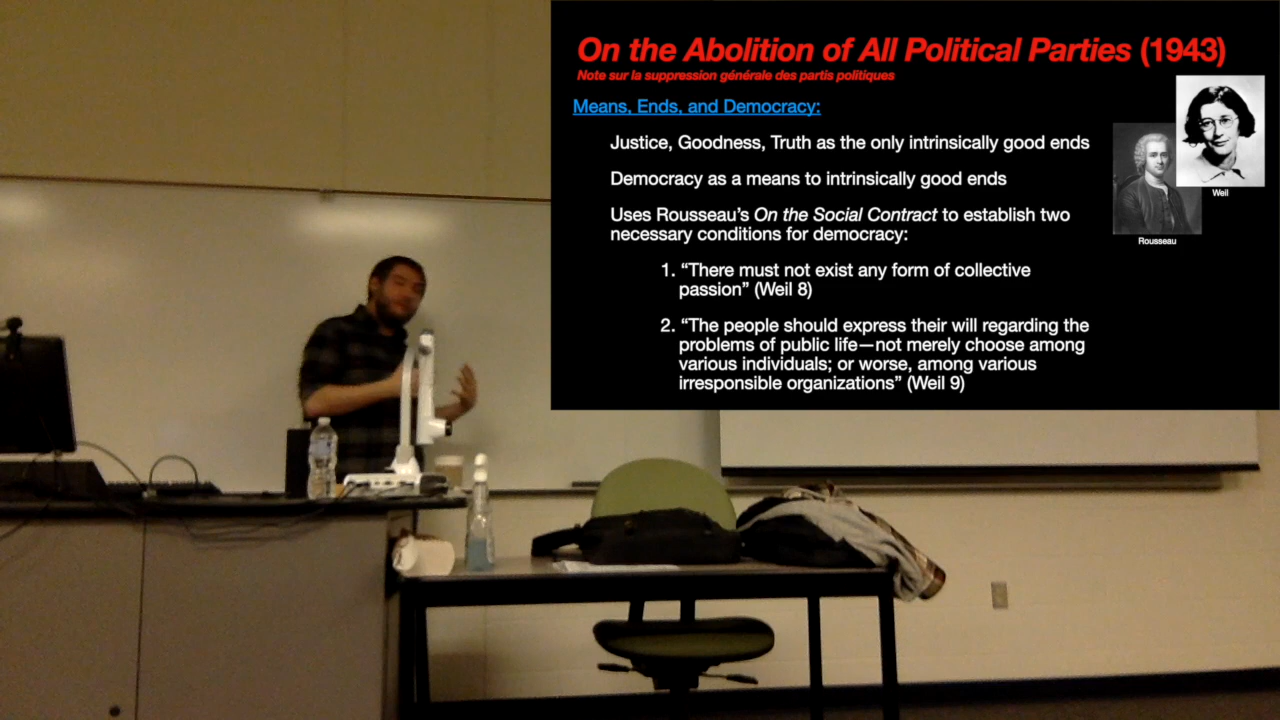 On the Abolition of All Political Parties (1943)
Note sur la suppression générale des partis politiques
Means, Ends, and Democracy:
Justice, Goodness, Truth as the only intrinsically good ends
Democracy as a means to intrinsically good ends
Uses Rousseau’s On the Social Contract to establish two
necessary conditions for democracy:
1. “There must not exist any form of collective
passion” (Weil 8)
2. “The people should express their will regarding the
problems of public life—not merely choose among
various individuals; or worse, among various
irresponsible organizations” (Weil 9)
Weil
Rousseau